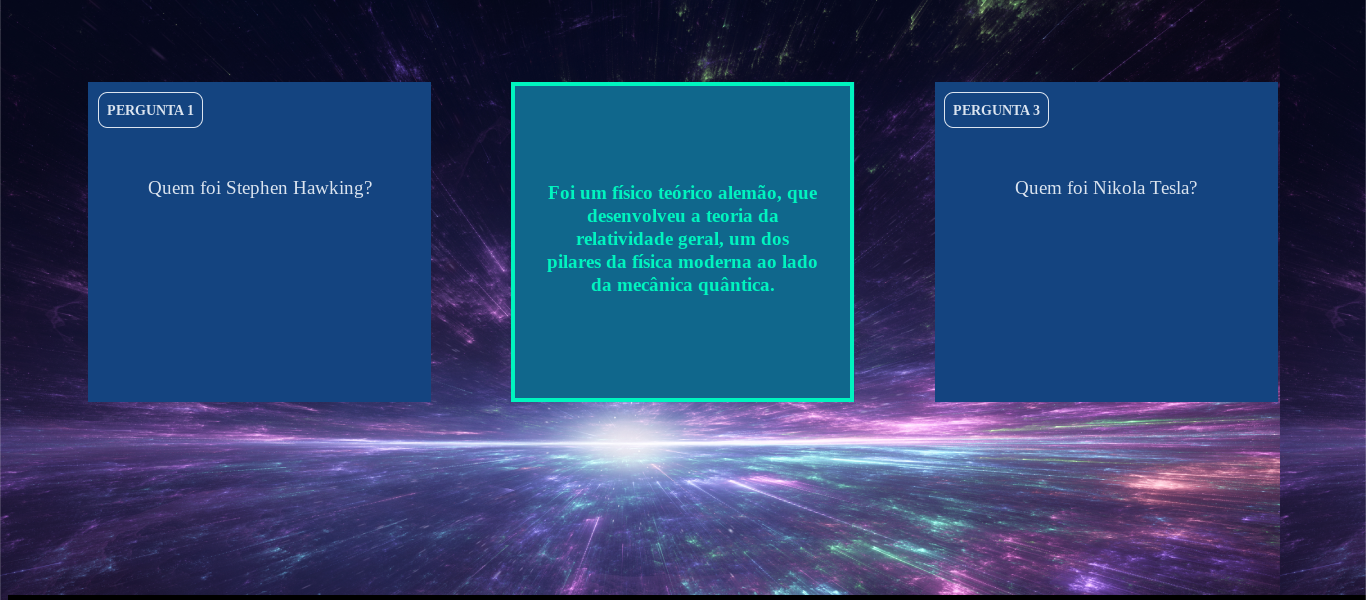 PERGUNTA 1
Quem foi Stephen Hawking?
Foi um físico teórico alemão, que
desenvolveu a teoria da
relatividade geral, um dos
pilares da física moderna ao lado
da mecânica quântica.
PERGUNTA 3
Quem foi Nikola Tesla?